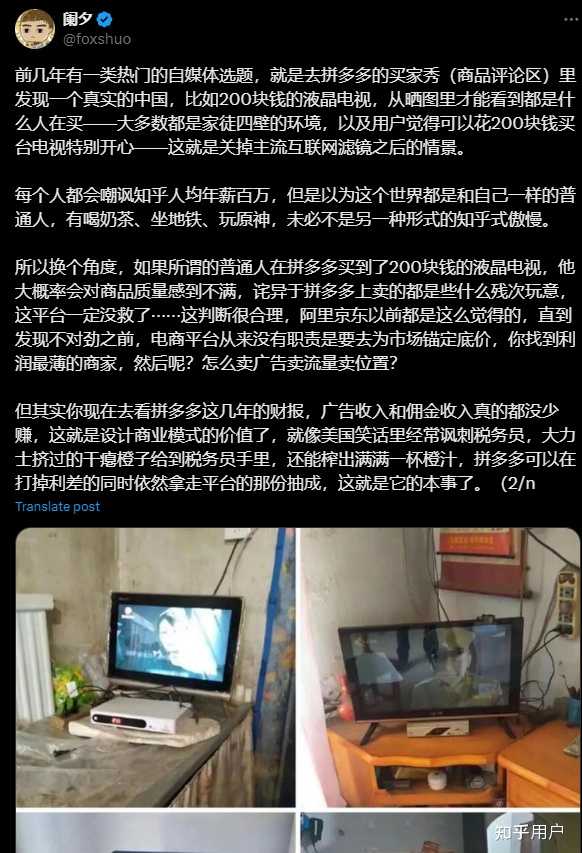 阑夕
@foxshuo
前几年有一类热门的自媒体选题，就是去拼多多的买家秀（商品评论区）里
发现一个真实的中国，比如200块钱的液晶电视，从晒图里才能看到都是什
么人在买——大多数都是家徒四壁的环境，以及用户觉得可以花200块钱买
台电视特别开心——这就是关掉主流互联网滤镜之后的情景。
每个人都会嘲讽知乎人均年薪百万，但是以为这个世界都是和自己一样的普
通人，有喝奶茶、坐地铁、玩原神，未必不是另一种形式的知乎式傲慢。
所以换个角度，如果所谓的普通人在拼多多买到了200块钱的液晶电视，他
大概率会对商品质量感到不满，诧异于拼多多上卖的都是些什么残次玩意，
这平台一定没救了……这判断很合理，阿里京东以前都是这么觉得的，直到
发现不对劲之前，电商平台从来没有职责是要去为市场锚定底价，你找到利
润最薄的商家，然后呢？怎么卖广告卖流量卖位置？
但其实你现在去看拼多多这几年的财报，广告收入和佣金收入真的都没少
赚，这就是设计商业模式的价值了，就像美国笑话里经常讽刺税务员，大力
士挤过的干瘪橙子给到税务员手里，还能榨出满满一杯橙汁，拼多多可以在
打掉利差的同时依然拿走平台的那份抽成，这就是它的本事了。（2/n
Translate post
知乎用户